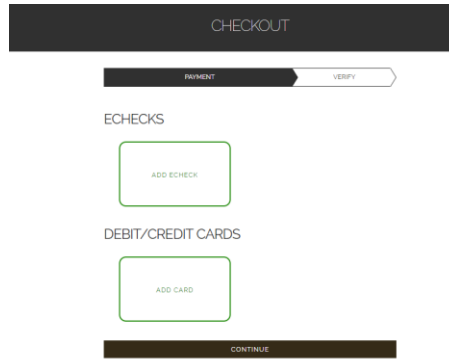 CHECKOUT
PAYMENT
VERIFY
ECHECKS
ADD ECHECK
DEBIT/CREDIT CARDS
ADD CARD
CONTINUE